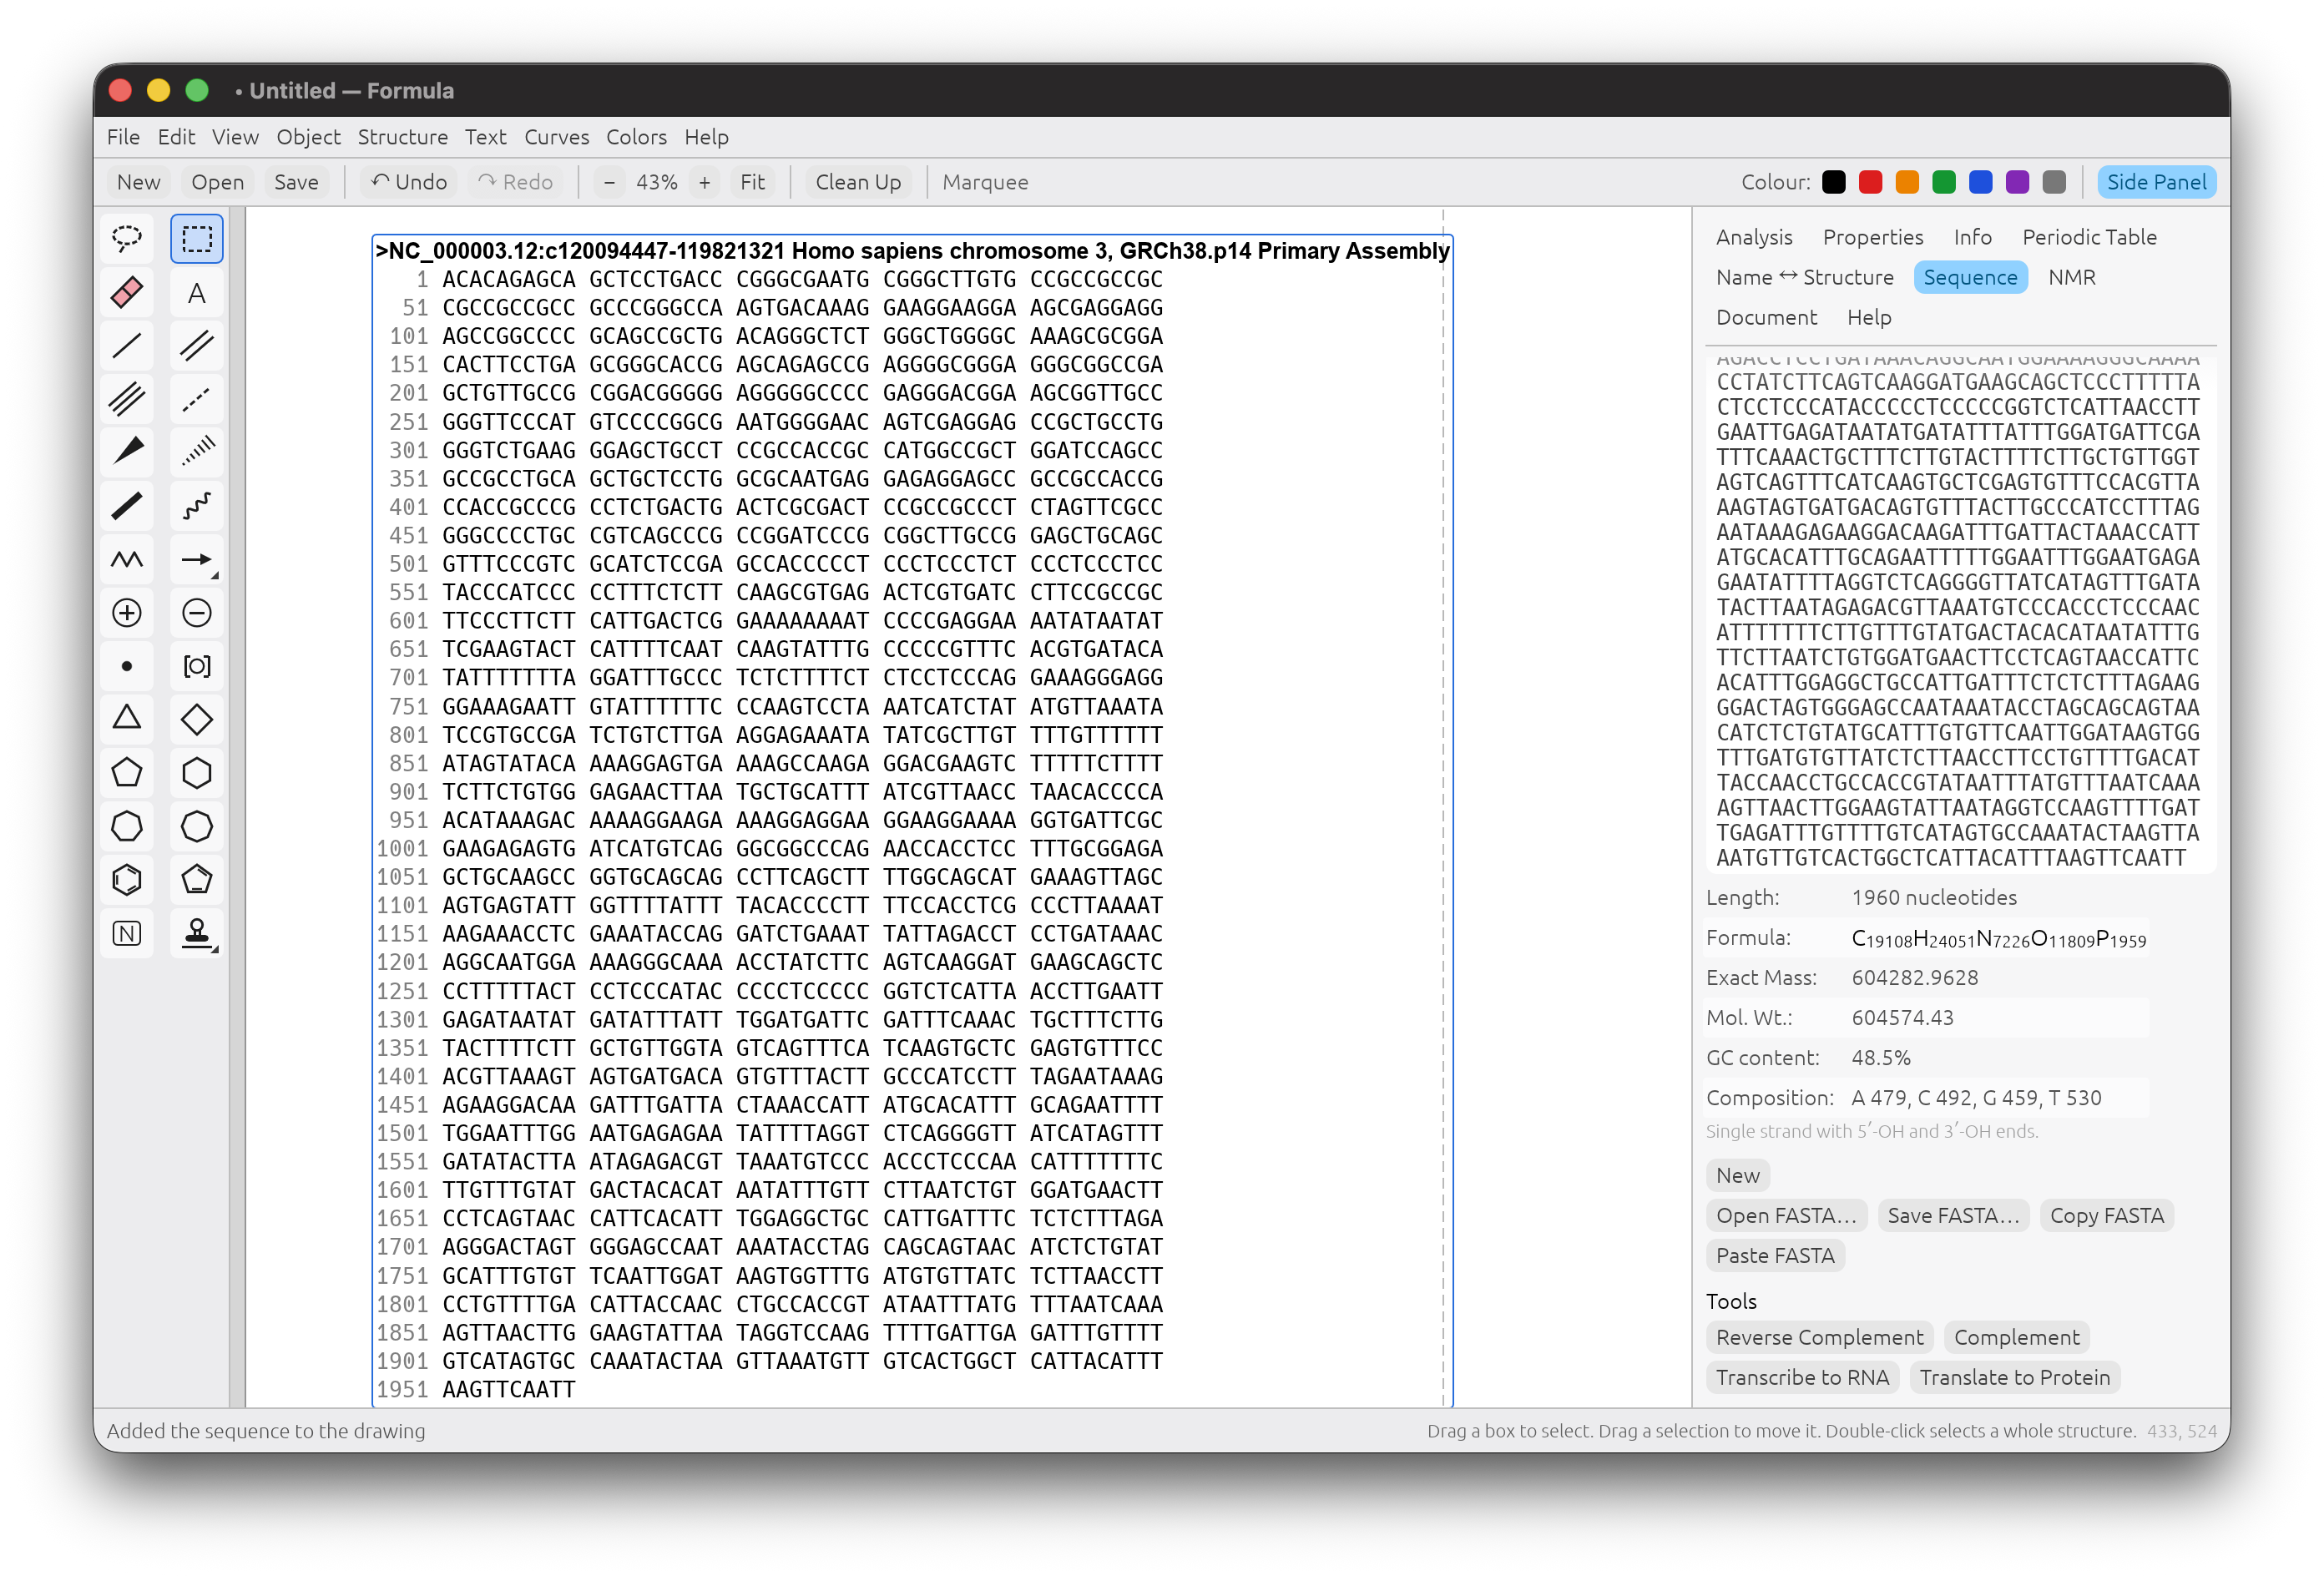 • Untitled — Formula
File Edit View Object Structure Text Curves Colors Help
New Open Save Undo Redo − 43% + Fit Clean Up Marquee Colour: Side Panel
>NC_000003.12:c120094447-119821321 Homo sapiens chromosome 3, GRCh38.p14 Primary Assembly
1 ACACAGAGCA GCTCCTGACC CGGGCGAATG CGGGCTTGTG CCGCCGCCGC
51 CGCCGCCGCC GCCCGGGCCA AGTGACAAAG GAAGGAAGGA AGCGAGGAGG
101 AGCCGGCCCC GCAGCCGCTG ACAGGGCTCT GGGCTGGGGC AAAGCGCGGA
151 CACTTCCTGA GCGGGCACCG AGCAGAGCCG AGGGGCGGGA GGGCGGCCGA
201 GCTGTTGCCG CGGACGGGGG AGGGGGCCCC GAGGGACGGA AGCGGTTGCC
251 GGGTTCCCAT GTCCCCGGCG AATGGGGAAC AGTCGAGGAG CCGCTGCCTG
301 GGGTCTGAAG GGAGCTGCCT CCGCCACCGC CATGGCCGCT GGATCCAGCC
351 GCCGCCTGCA GCTGCTCCTG GCGCAATGAG GAGAGGAGCC GCCGCCACCG
401 CCACCGCCCG CCTCTGACTG ACTCGCGACT CCGCCGCCCT CTAGTTCGCC
451 GGGCCCCTGC CGTCAGCCCG CCGGATCCCG CGGCTTGCCG GAGCTGCAGC
501 GTTTCCCGTC GCATCTCCGA GCCACCCCCT CCCTCCCTCT CCCTCCCTCC
551 TACCCATCCC CCTTTCTCTT CAAGCGTGAG ACTCGTGATC CTTCCGCCGC
601 TTCCCTTCTT CATTGACTCG GAAAAAAAAT CCCCGAGGAA AATATAATAT
651 TCGAAGTACT CATTTTCAAT CAAGTATTTG CCCCCGTTTC ACGTGATACA
701 TATTTTTTTA GGATTTGCCC TCTCTTTTCT CTCCTCCCAG GAAAGGGAGG
751 GGAAAGAATT GTATTTTTTC CCAAGTCCTA AATCATCTAT ATGTTAAATA
801 TCCGTGCCGA TCTGTCTTGA AGGAGAAATA TATCGCTTGT TTTGTTTTTT
851 ATAGTATACA AAAGGAGTGA AAAGCCAAGA GGACGAAGTC TTTTTCTTTT
901 TCTTCTGTGG GAGAACTTAA TGCTGCATTT ATCGTTAACC TAACACCCCA
951 ACATAAAGAC AAAAGGAAGA AAAGGAGGAA GGAAGGAAAA GGTGATTCGC
1001 GAAGAGAGTG ATCATGTCAG GGCGGCCCAG AACCACCTCC TTTGCGGAGA
1051 GCTGCAAGCC GGTGCAGCAG CCTTCAGCTT TTGGCAGCAT GAAAGTTAGC
1101 AGTGAGTATT GGTTTTATTT TACACCCCTT TTCCACCTCG CCCTTAAAAT
1151 AAGAAACCTC GAAATACCAG GATCTGAAAT TATTAGACCT CCTGATAAAC
1201 AGGCAATGGA AAAGGGCAAA ACCTATCTTC AGTCAAGGAT GAAGCAGCTC
1251 CCTTTTTACT CCTCCCATAC CCCCTCCCCC GGTCTCATTA ACCTTGAATT
1301 GAGATAATAT GATATTTATT TGGATGATTC GATTTCAAAC TGCTTTCTTG
1351 TACTTTTCTT GCTGTTGGTA GTCAGTTTCA TCAAGTGCTC GAGTGTTTCC
1401 ACGTTAAAGT AGTGATGACA GTGTTTACTT GCCCATCCTT TAGAATAAAG
1451 AGAAGGACAA GATTTGATTA CTAAACCATT ATGCACATTT GCAGAATTTT
1501 TGGAATTTGG AATGAGAGAA TATTTTAGGT CTCAGGGGTT ATCATAGTTT
1551 GATATACTTA ATAGAGACGT TAAATGTCCC ACCCTCCCAA CATTTTTTTC
1601 TTGTTTGTAT GACTACACAT AATATTTGTT CTTAATCTGT GGATGAACTT
1651 CCTCAGTAAC CATTCACATT TGGAGGCTGC CATTGATTTC TCTCTTTAGA
1701 AGGGACTAGT GGGAGCCAAT AAATACCTAG CAGCAGTAAC ATCTCTGTAT
1751 GCATTTGTGT TCAATTGGAT AAGTGGTTTG ATGTGTTATC TCTTAACCTT
1801 CCTGTTTTGA CATTACCAAC CTGCCACCGT ATAATTTATG TTTAATCAAA
1851 AGTTAACTTG GAAGTATTAA TAGGTCCAAG TTTTGATTGA GATTTGTTTT
1901 GTCATAGTGC CAAATACTAA GTTAAATGTT GTCACTGGCT CATTACATTT
1951 AAGTTCAATT
Analysis Properties Info Periodic Table
Name ↔ Structure Sequence NMR
Document Help
AGACCTCCTGATAAACAGGCAATGGAAAAGGGCAAAA
CCTATCTTCAGTCAAGGATGAAGCAGCTCCCTTTTTA
CTCCTCCCATACCCCCTCCCCCGGTCTCATTAACCTT
GAATTGAGATAATATGATATTTATTTGGATGATTCGA
TTTCAAACTGCTTTCTTGTACTTTTCTTGCTGTTGGT
AGTCAGTTTCATCAAGTGCTCGAGTGTTTCCACGTTA
AAGTAGTGATGACAGTGTTTACTTGCCCATCCTTTAG
AATAAAGAGAAGGACAAGATTTGATTACTAAACCATT
ATGCACATTTGCAGAATTTTTGGAATTTGGAATGAGA
GAATATTTTAGGTCTCAGGGGTTATCATAGTTTGATA
TACTTAATAGAGACGTTAAATGTCCCACCCTCCCAAC
ATTTTTTTCTTGTTTGTATGACTACACATAATATTTG
TTCTTAATCTGTGGATGAACTTCCTCAGTAACCATTC
ACATTTGGAGGCTGCCATTGATTTCTCTCTTTAGAAG
GGACTAGTGGGAGCCAATAAATACCTAGCAGCAGTAA
CATCTCTGTATGCATTTGTGTTCAATTGGATAAGTGG
TTTGATGTGTTATCTCTTAACCTTCCTGTTTTGACAT
TACCAACCTGCCACCGTATAATTTATGTTTAATCAAA
AGTTAACTTGGAAGTATTAATAGGTCCAAGTTTTGAT
TGAGATTTGTTTTGTCATAGTGCCAAATACTAAGTTA
AATGTTGTCACTGGCTCATTACATTTAAGTTCAATT
Length: 1960 nucleotides
Formula: C19108H24051N7226O11809P1959
Exact Mass: 604282.9628
Mol. Wt.: 604574.43
GC content: 48.5%
Composition: A 479, C 492, G 459, T 530
Single strand with 5′-OH and 3′-OH ends.
New
Open FASTA… Save FASTA… Copy FASTA
Paste FASTA
Tools
Reverse Complement Complement
Transcribe to RNA Translate to Protein
A
N
Added the sequence to the drawing
Drag a box to select. Drag a selection to move it. Double-click selects a whole structure. 433, 524